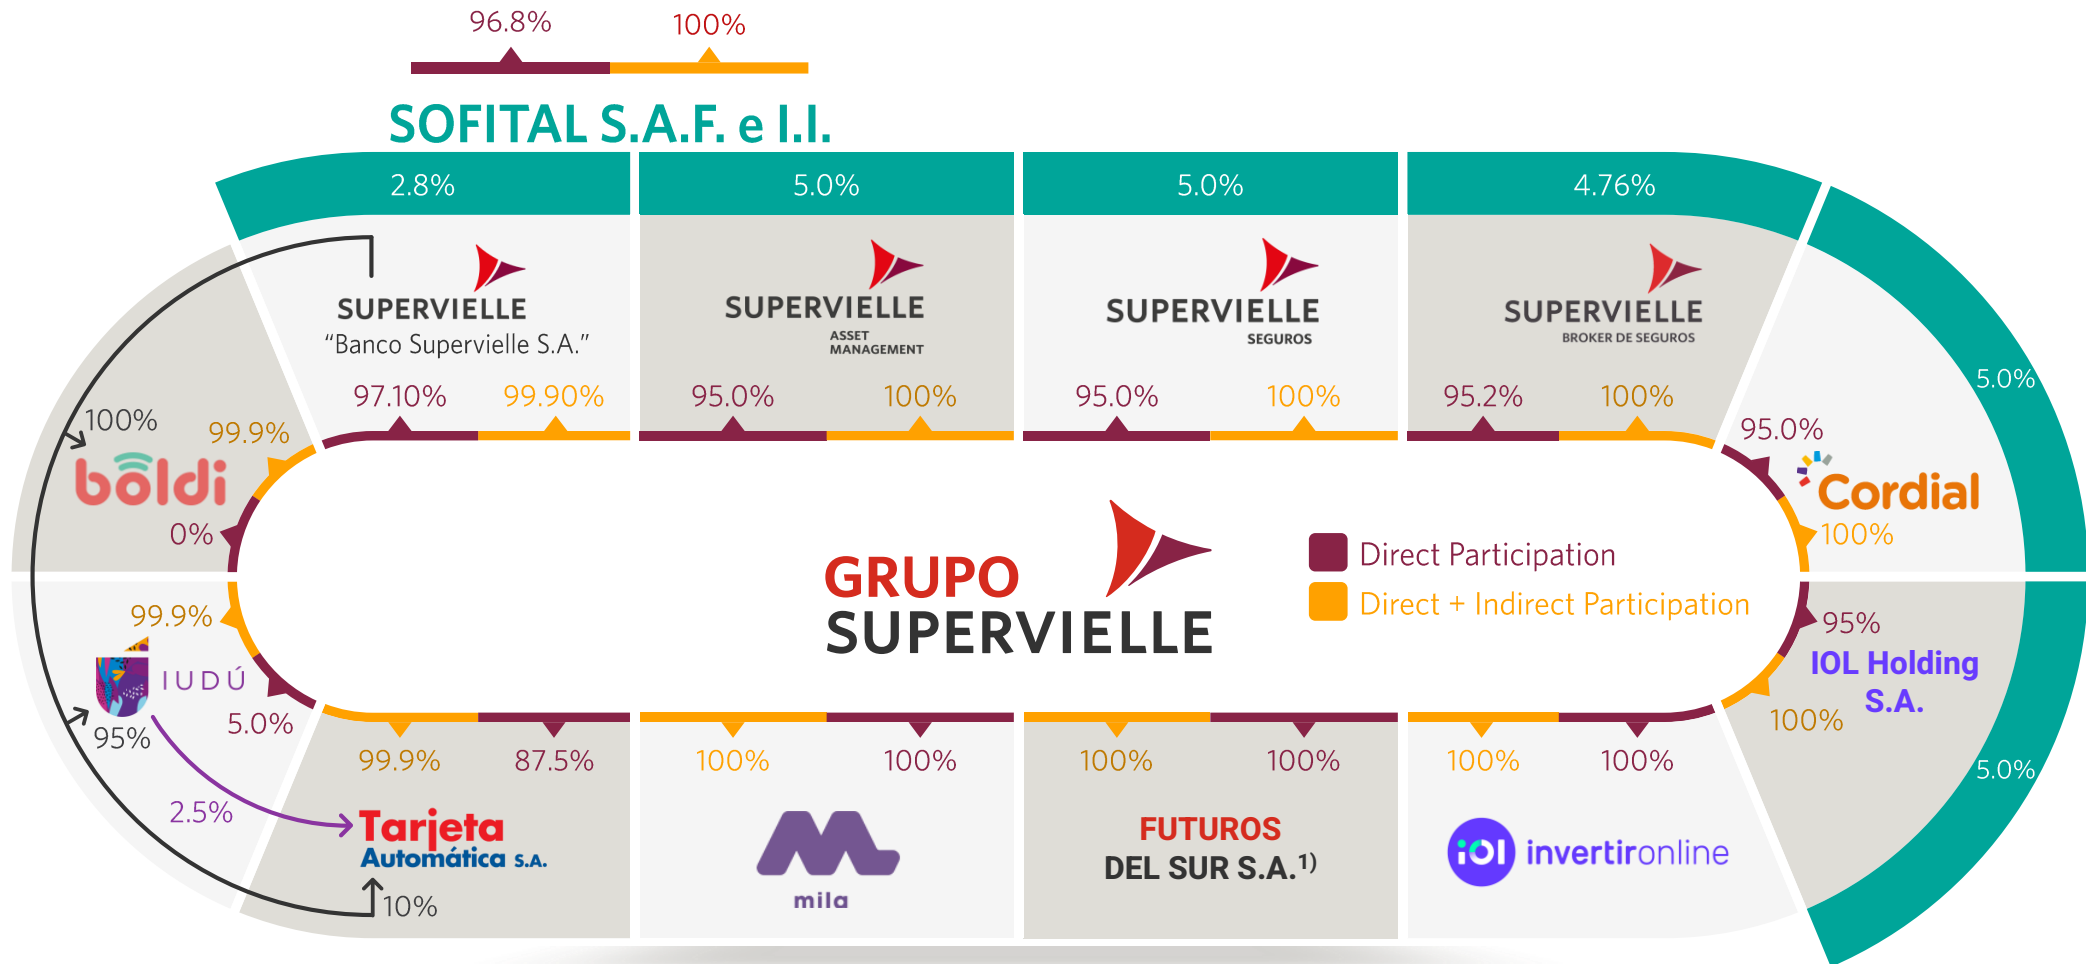 96.8%
100%
SOFITAL S.A.F. e I.I.
2.8%
5.0%
5.0%
4.76%
SUPERVIELLE
“Banco Supervielle S.A.”
97.10%
99.90%
SUPERVIELLE
ASSET
MANAGEMENT
95.0%
100%
SUPERVIELLE
SEGUROS
95.0%
100%
SUPERVIELLE
BROKER DE SEGUROS
95.2%
100%
5.0%
95.0%
Cordial
100%
100%
99.9%
bôldi
0%
GRUPO
SUPERVIELLE
Direct Participation
Direct + Indirect Participation
99.9%
IUDÚ
5.0%
95%
2.5%
95%
IOL Holding
S.A.
100%
5.0%
99.9%
87.5%
Tarjeta
Automática S.A.
10%
100%
100%
mila
100%
100%
FUTUROS
DEL SUR S.A.¹⁾
100%
100%
iOl invertironline